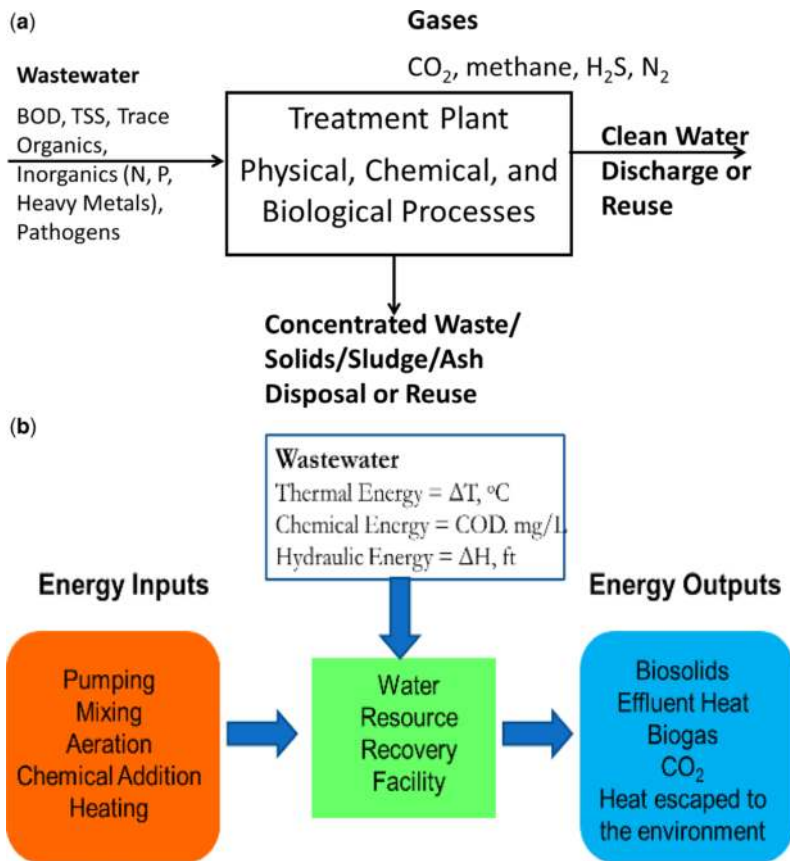 (a)
Gases
CO₂, methane, H₂S, N₂
Wastewater
BOD, TSS, Trace
Organics,
Inorganics (N, P,
Heavy Metals),
Pathogens
Treatment Plant
Physical, Chemical, and
Biological Processes
Clean Water
Discharge or
Reuse
Concentrated Waste/
Solids/Sludge/Ash
Disposal or Reuse
(b)
Wastewater
Thermal Energy = ΔT, °C
Chemical Energy = COD. mg/L
Hydraulic Energy = ΔH, ft
Energy Inputs
Pumping
Mixing
Aeration
Chemical Addition
Heating
Water
Resource
Recovery
Facility
Energy Outputs
Biosolids
Effluent Heat
Biogas
CO₂
Heat escaped to
the environment